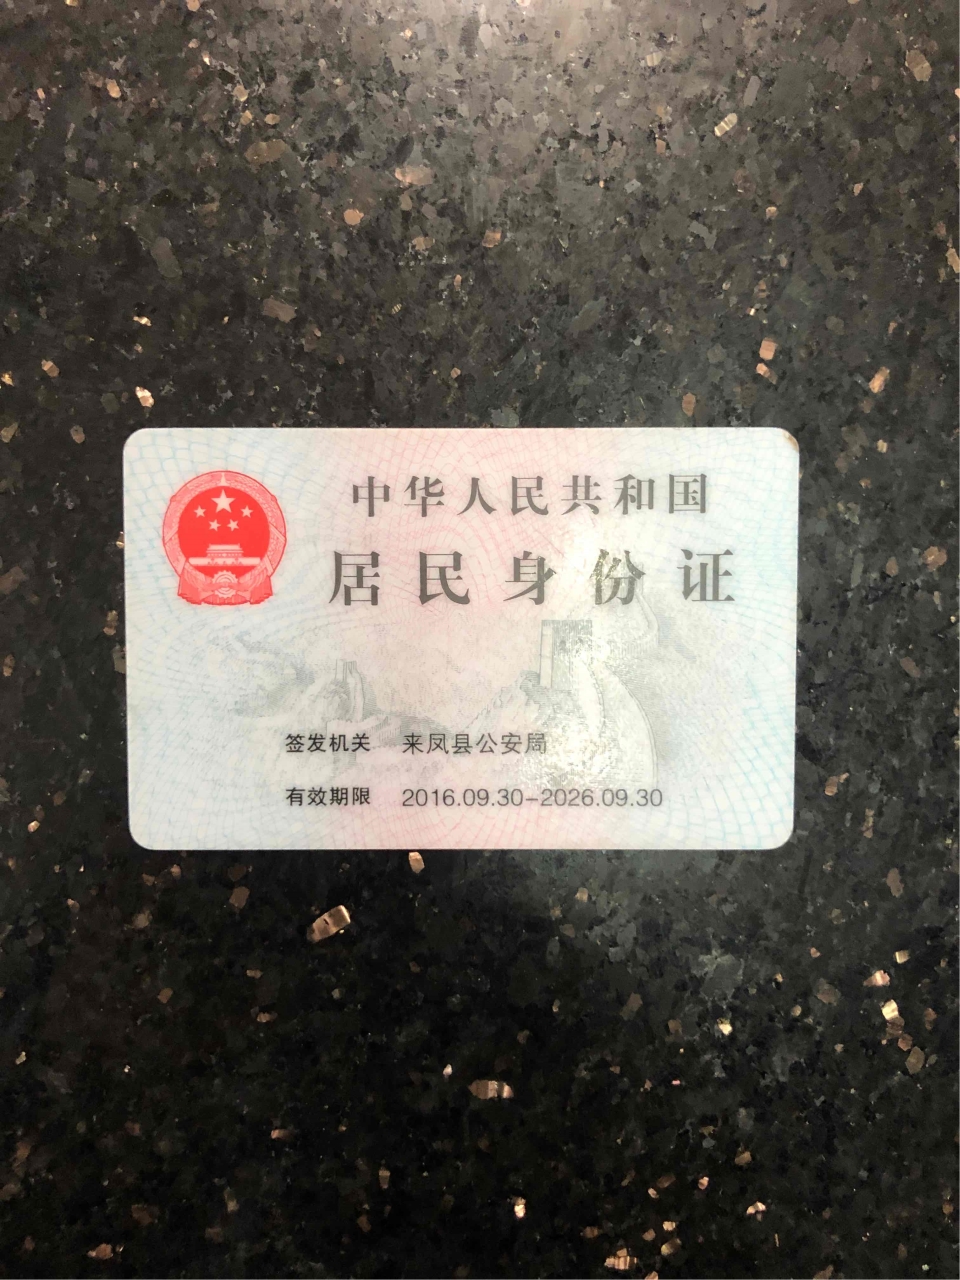 中华人民共和国
居民身份证
签发机关 来凤县公安局
有效期限 2016.09.30-2026.09.30